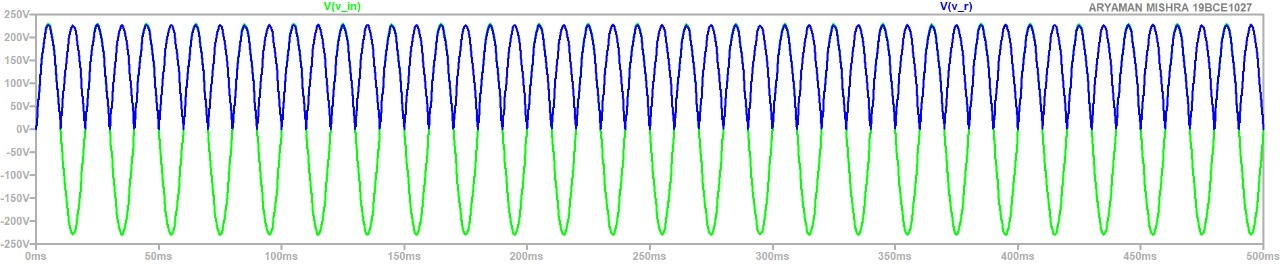 V(v_in) V(v_r) ARYAMAN MISHRA 19BCE1027
250V
200V
150V
100V
50V
0V
-50V
-100V
-150V
-200V
-250V
0ms 50ms 100ms 150ms 200ms 250ms 300ms 350ms 400ms 450ms 500ms